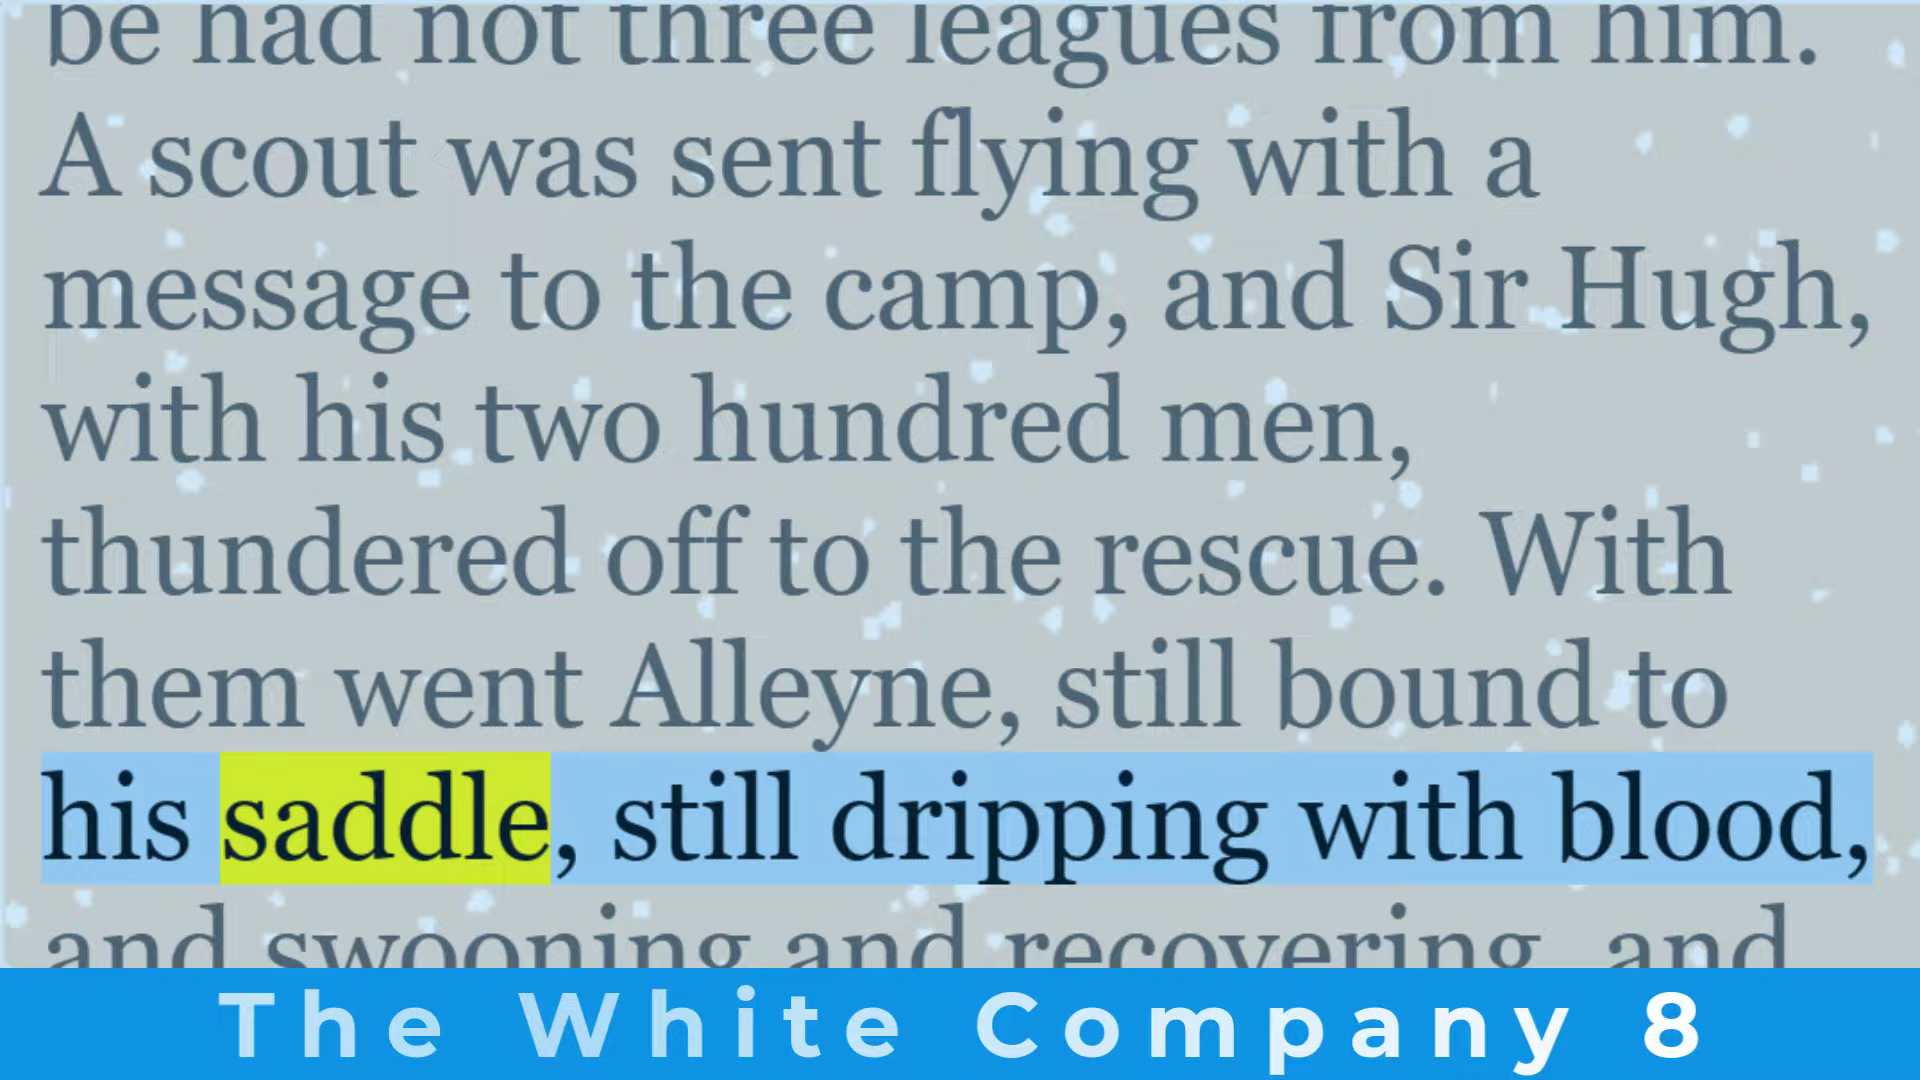 be had not three leagues from him.
A scout was sent flying with a
message to the camp, and Sir Hugh,
with his two hundred men,
thundered off to the rescue. With
them went Alleyne, still bound to
his saddle, still dripping with blood,
and swooning and recovering, and
The White Company 8